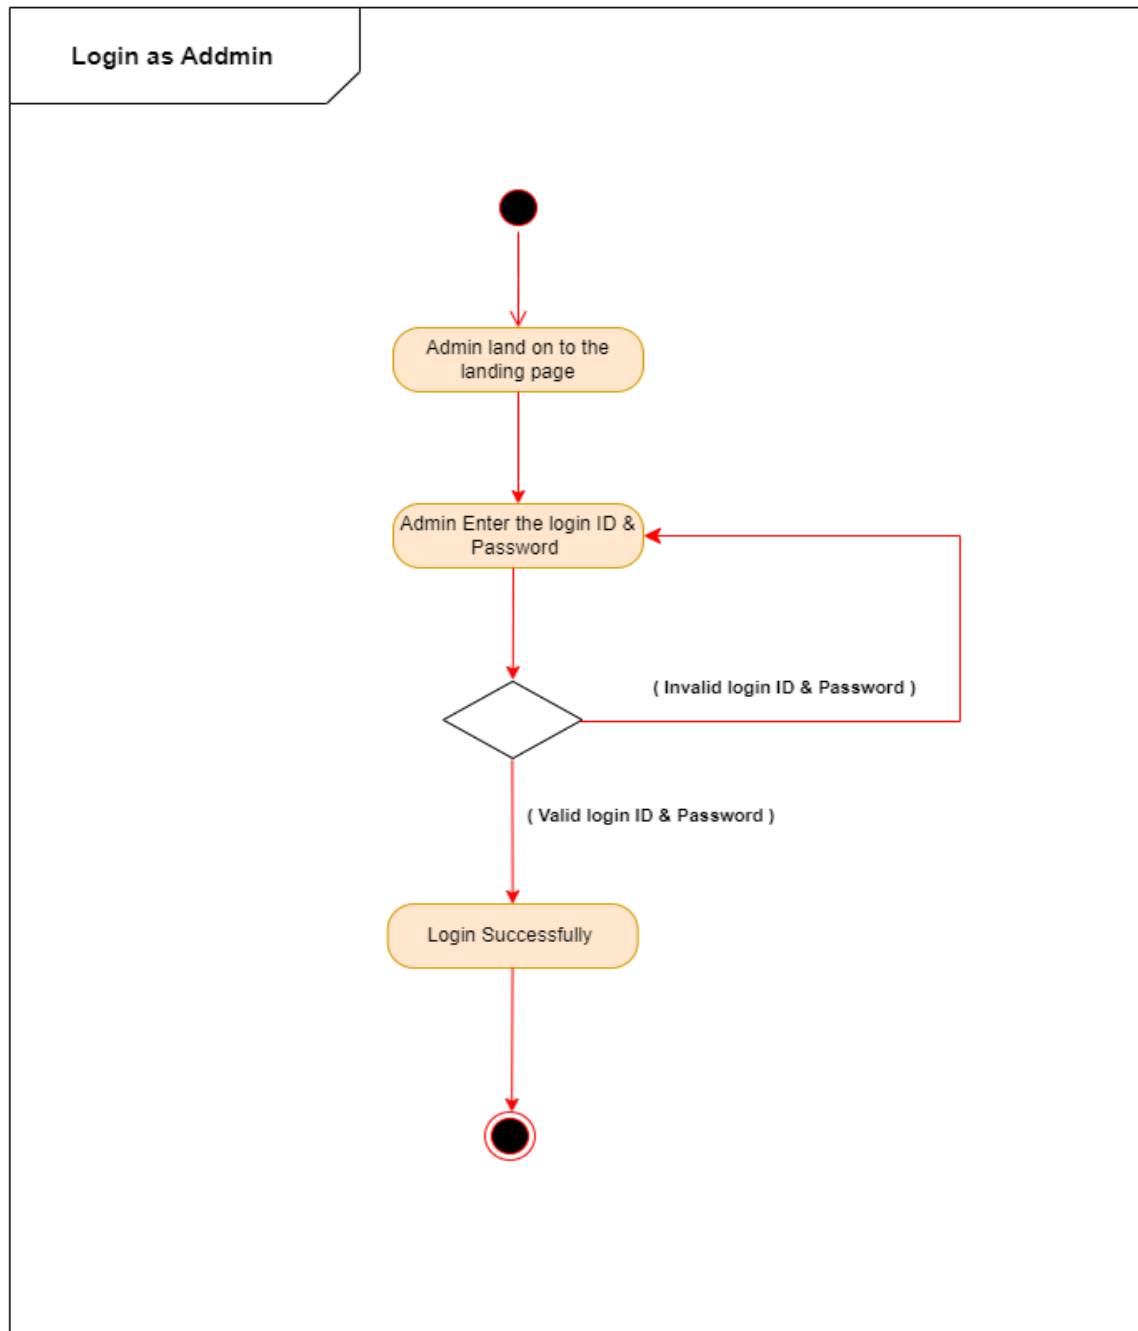 Login as Addmin
Admin land on to the
landing page
Admin Enter the login ID &
Password
( Invalid login ID & Password )
( Valid login ID & Password )
Login Successfully